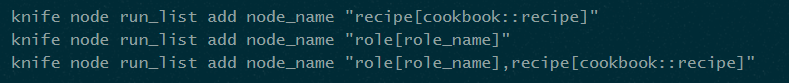 knife node run_list add node_name "recipe[cookbook::recipe]"
knife node run_list add node_name "role[role_name]"
knife node run_list add node_name "role[role_name],recipe[cookbook::recipe]"